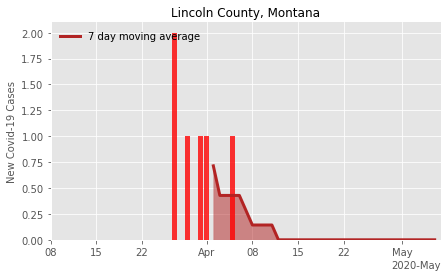 Lincoln County, Montana
7 day moving average
New Covid-19 Cases
2.00
1.75
1.50
1.25
1.00
0.75
0.50
0.25
0.00
08 15 22 Apr 08 15 22 May
2020-May